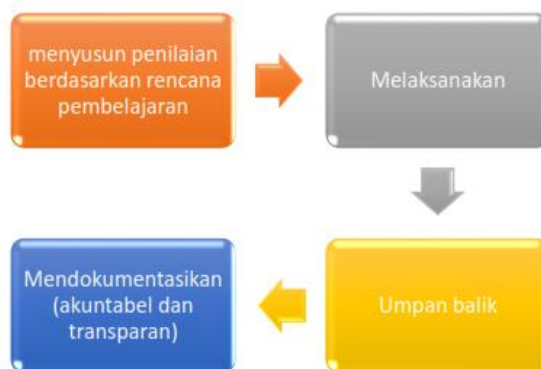 menyusun penilaian
berdasarkan rencana
pembelajaran
Melaksanakan
Umpan balik
Mendokumentasikan
(akuntabel dan
transparan)